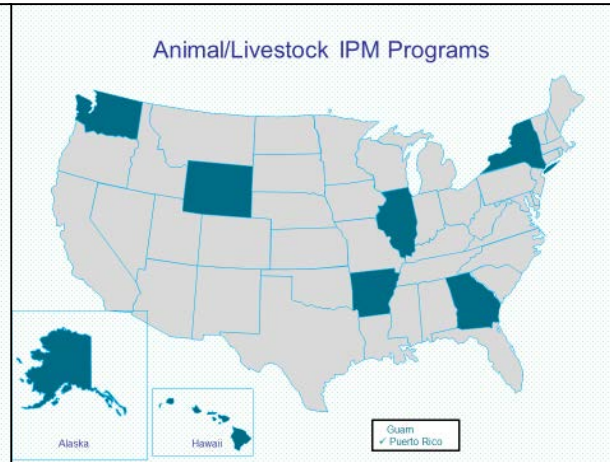 Animal/Livestock IPM Programs
Alaska
Hawaii
Guam
✓ Puerto Rico